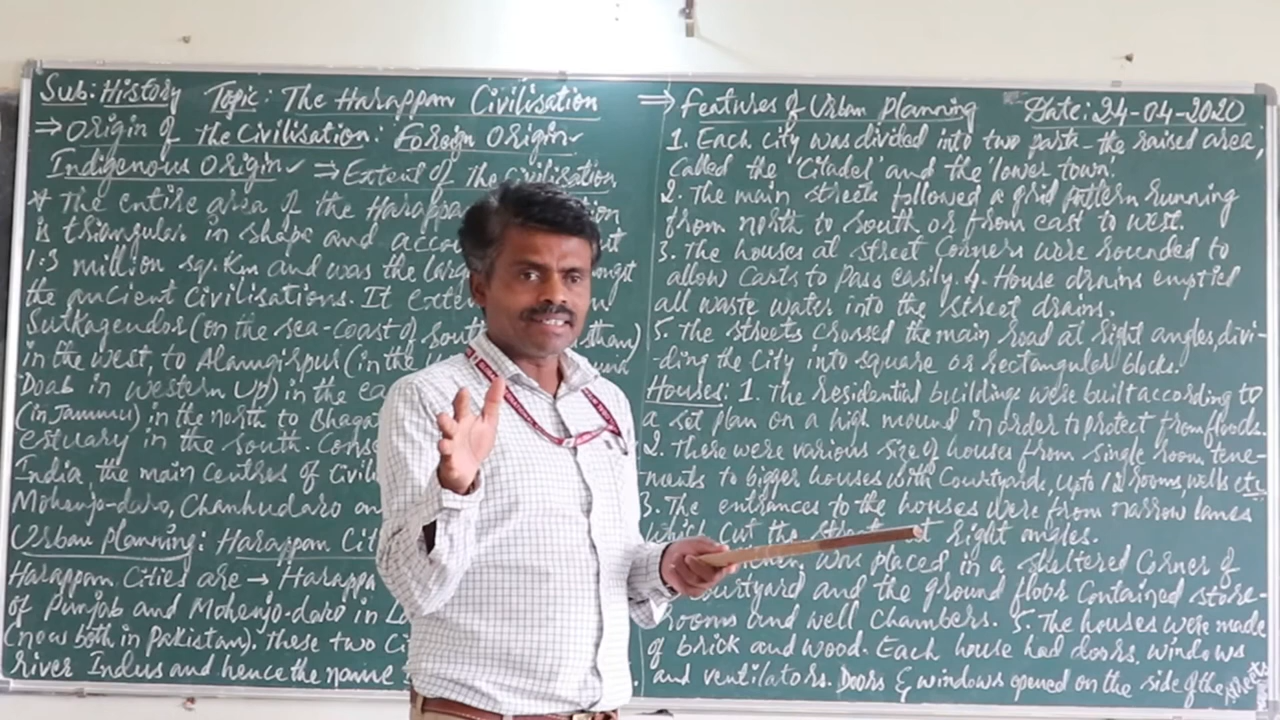 Sub: History Topic: The Harappan Civilisation
⇒ Origin of the Civilisation: Foreign Origin
Indigenous Origin ⇒ Extent of The Civilisation
* The entire area of the Harappa
is triangular in shape and acco
1.3 million sq. Km and was the larg
the ancient Civilisations. It exte
Sutkagendor (on the sea-coast of sout
in the west, to Alamgirpur (in the
Doab in western UP) in the ea
(in Jammu) in the north to Bhaga
estuary in the south. Conse
India the main centres of Civili
Mohenjo-daro, Chanhudaro an
Urban Planning: Harappan Cit
Harappan Cities are → Harappa
of Punjab and Mohenjo-daro in
(now both in Pakistan). These two Ci
river Indus and hence the name
⇒ Features of Urban Planning Date: 24-04-2020
1. Each City was divided into two parts - the raised area,
called the 'Citadel' and the 'lower town'.
2. The main streets followed a grid pattern running
from north to south or from east to west.
3. The houses at street Corners were rounded to
allow Carts to Pass easily. 4. House drains emptied
all waste water into the street drains.
5. The streets crossed the main road at right angles, divi-
-ding the City into square or rectangular blocks.
Houses: 1. The residential buildings were built according to
a set plan on a high mound in order to protect from floods.
2. There were various size of houses from single room tene-
ments to bigger houses with Courtyards, upto 12 rooms, wells etc.
3. The entrances to the houses were from narrow lanes
which cut the right angles.
was placed in a sheltered Corner of
courtyard and the ground floor Contained store-
rooms and well Chambers. 5. The houses were made
of brick and wood. Each house had doors, windows
and ventilators. Doors & windows opened on the side of the streets